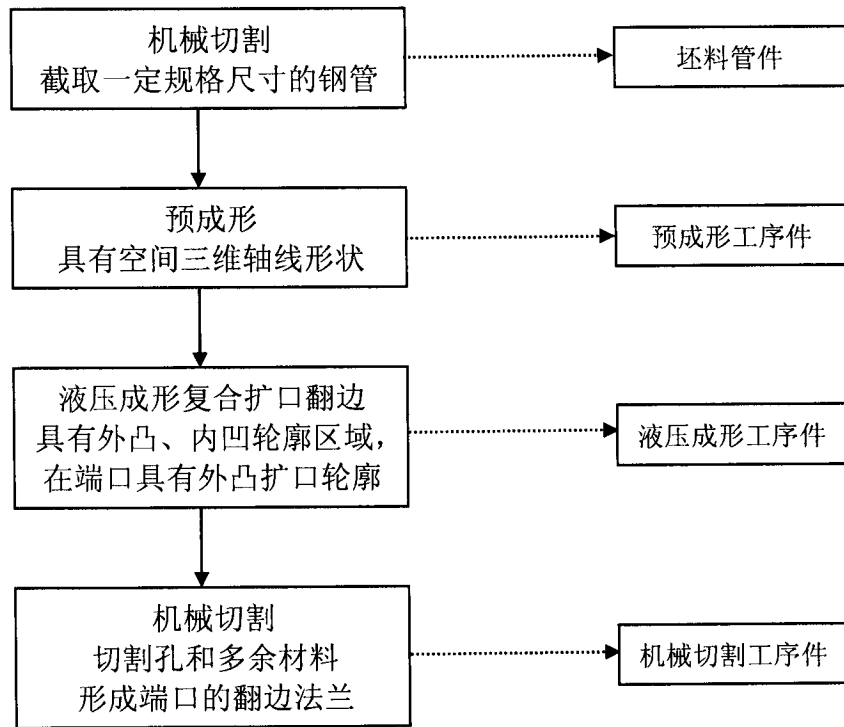 机械切割
截取一定规格尺寸的钢管
坯料管件
预成形
具有空间三维轴线形状
预成形工序件
液压成形复合扩口翻边
具有外凸、内凹轮廓区域，
在端口具有外凸扩口轮廓
液压成形工序件
机械切割
切割孔和多余材料
形成端口的翻边法兰
机械切割工序件